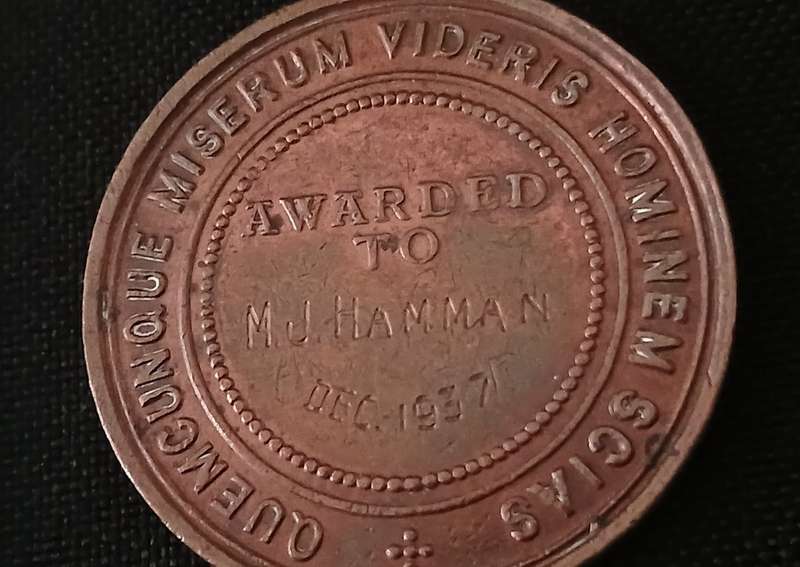 QUEMCUNQUE MISERUM VIDERIS HOMINEM SCIAS
AWARDED
TO
M.J. HAMMAN
DEC. 1937